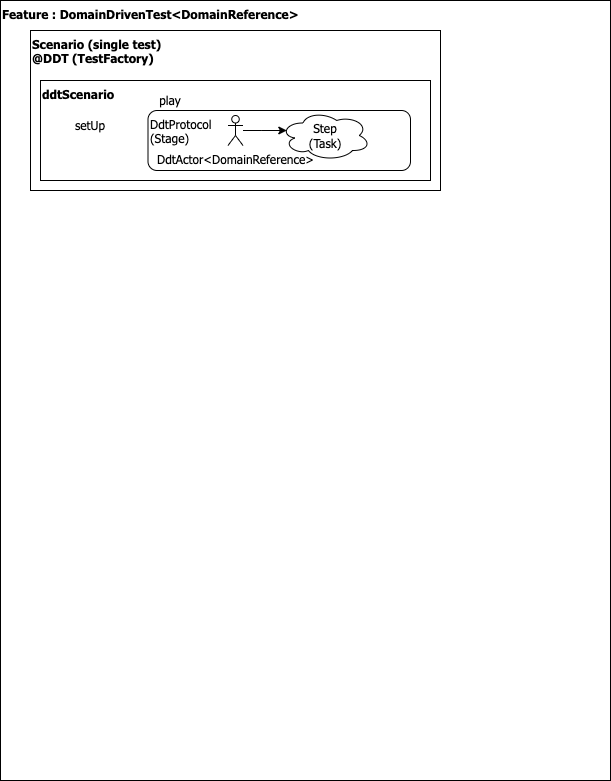 Feature : DomainDrivenTest<DomainReference>
Scenario (single test)
@DDT (TestFactory)
ddtScenario
play
setUp
DdtProtocol
(Stage)
Step
(Task)
DdtActor<DomainReference>